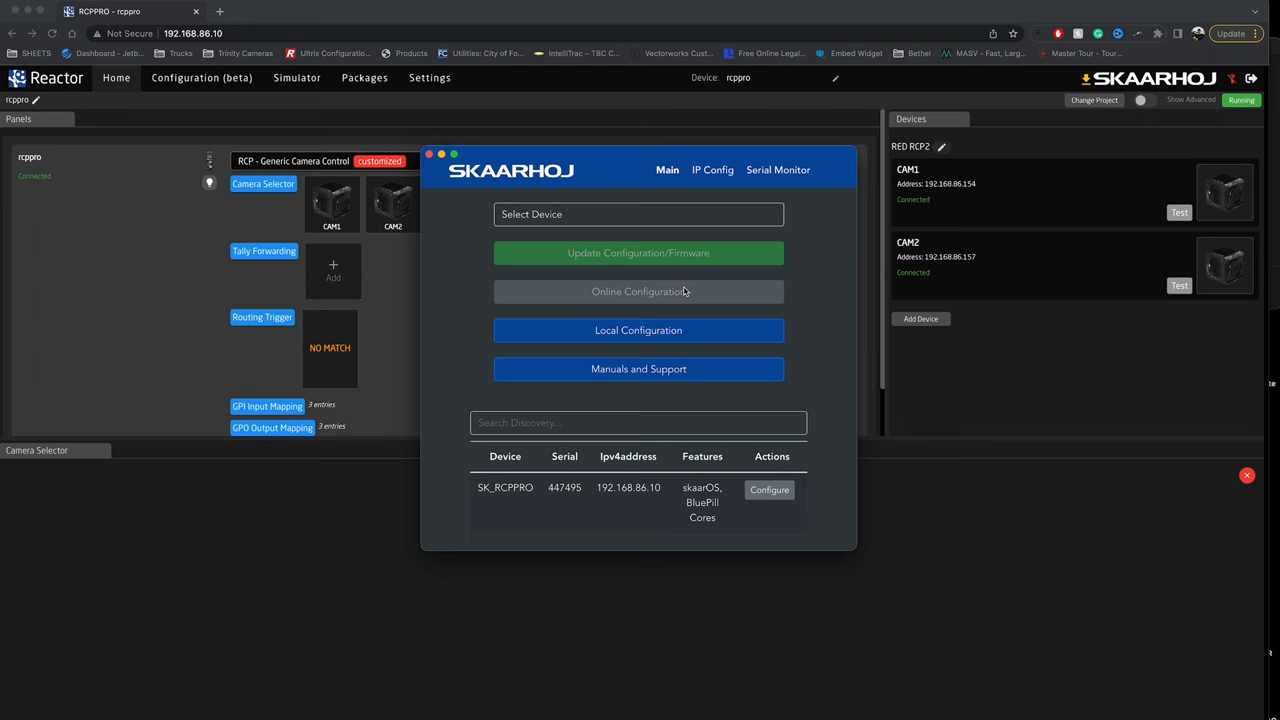 RCPPRO - rcppro
Not Secure | 192.168.86.10
Update
SHEETS
Dashboard - Jetb...
Trucks
Trinity Cameras
Ultrix Configuratio...
Products
Utilities: City of Fo...
IntelliTrac – TBC C...
Vectorworks Cust...
Free Online Legal...
Embed Widget
Bethel
MASV - Fast, Larg...
Master Tour - Tour...
Reactor
Home
Configuration (beta)
Simulator
Packages
Settings
Device: rcppro
SKAARHOJ
rcppro
Change Project
Show Advanced
Running
Panels
Devices
rcppro
Connected
RCP - Generic Camera Control customized
Camera Selector
CAM1
CAM2
Tally Forwarding
Add
Routing Trigger
NO MATCH
GPI Input Mapping 3 entries
GPO Output Mapping 3 entries
RED RCP2
CAM1
Address: 192.168.86.154
Connected
Test
CAM2
Address: 192.168.86.157
Connected
Test
Add Device
SKAARHOJ
Main
IP Config
Serial Monitor
Select Device
Update Configuration/Firmware
Online Configuration
Local Configuration
Manuals and Support
Search Discovery...
Device Serial Ipv4address Features Actions
SK_RCPPRO 447495 192.168.86.10 skaarOS, BluePill Cores Configure
Camera Selector